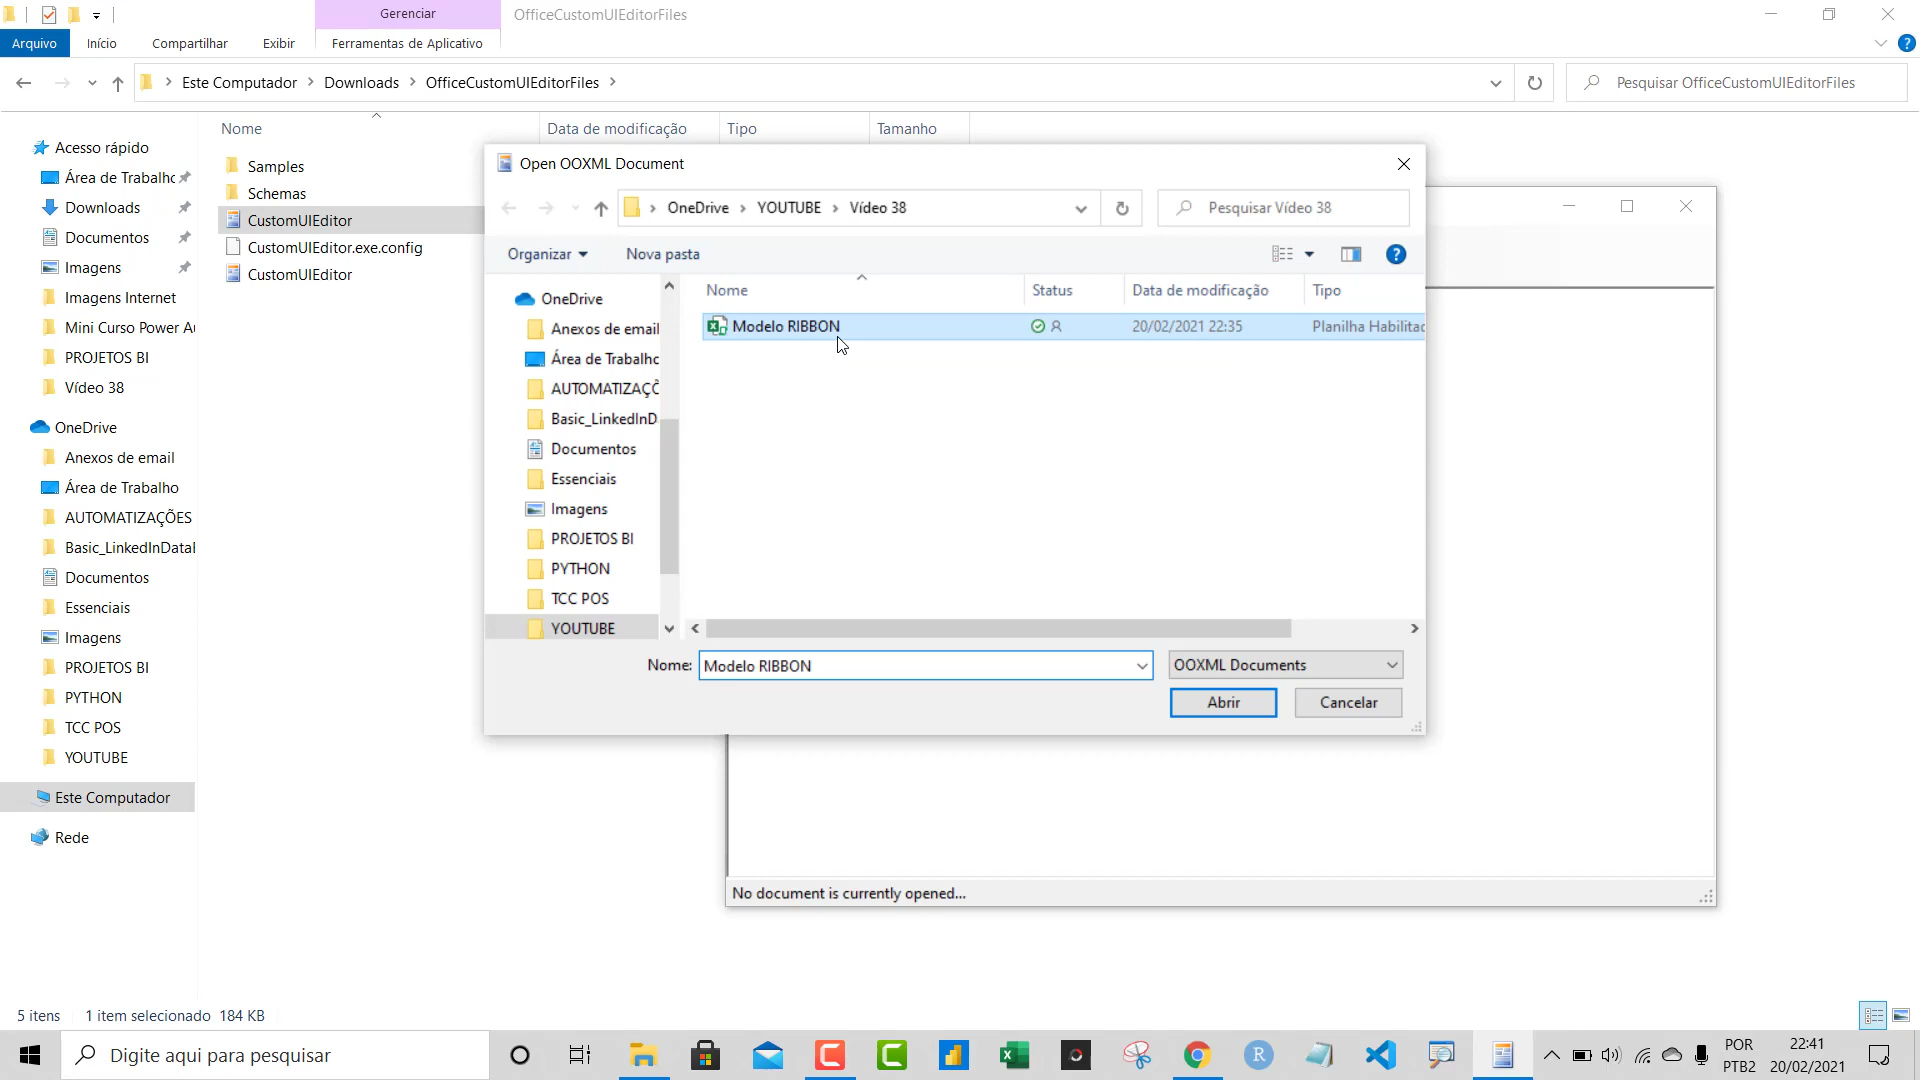 Gerenciar
OfficeCustomUIEditorFiles
Arquivo
Início
Compartilhar
Exibir
Ferramentas de Aplicativo
Este Computador
Downloads
OfficeCustomUIEditorFiles
Pesquisar OfficeCustomUIEditorFiles
Nome
Data de modificação
Tipo
Tamanho
Acesso rápido
Área de Trabalho
Downloads
Documentos
Imagens
Imagens Internet
Mini Curso Power Au
PROJETOS BI
Vídeo 38
OneDrive
Anexos de email
Área de Trabalho
AUTOMATIZAÇÕES
Basic_LinkedInDataI
Documentos
Essenciais
Imagens
PROJETOS BI
PYTHON
TCC POS
YOUTUBE
Este Computador
Rede
Samples
Schemas
CustomUIEditor
CustomUIEditor.exe.config
CustomUIEditor
Open OOXML Document
OneDrive
YOUTUBE
Vídeo 38
Pesquisar Vídeo 38
Organizar
Nova pasta
OneDrive
Anexos de email
Área de Trabalho
AUTOMATIZAÇÕ
Basic_LinkedInD
Documentos
Essenciais
Imagens
PROJETOS BI
PYTHON
TCC POS
YOUTUBE
Nome
Status
Data de modificação
Tipo
Modelo RIBBON
20/02/2021 22:35
Planilha Habilitad
Nome:
Modelo RIBBON
OOXML Documents
Abrir
Cancelar
No document is currently opened...
5 itens
1 item selecionado 184 KB
Digite aqui para pesquisar
POR
PTB2
22:41
20/02/2021